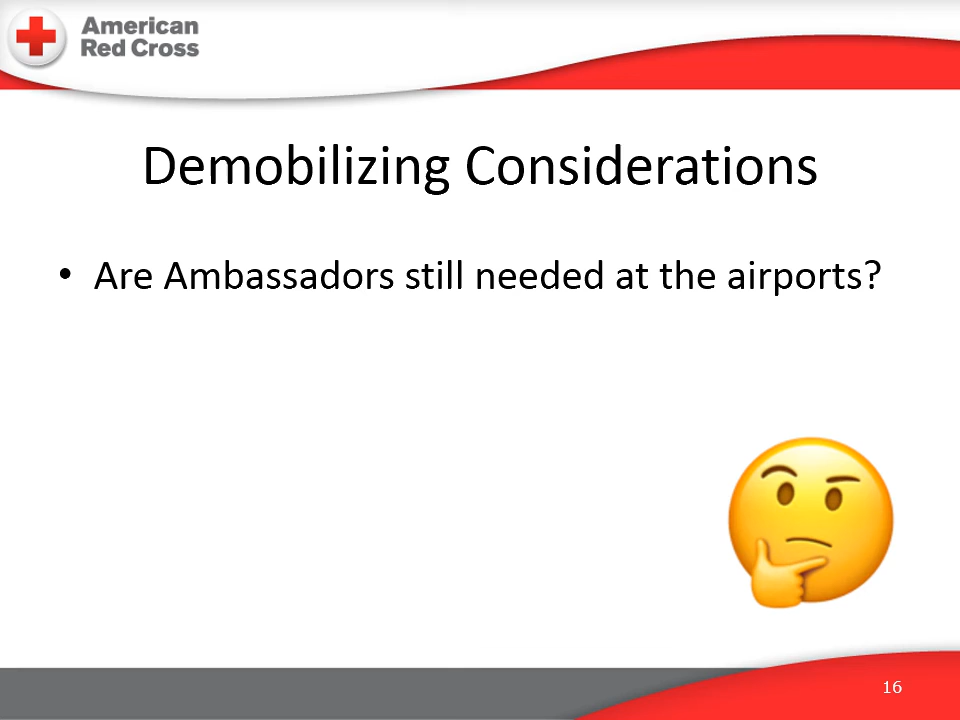 American
Red Cross
Demobilizing Considerations
• Are Ambassadors still needed at the airports?
16